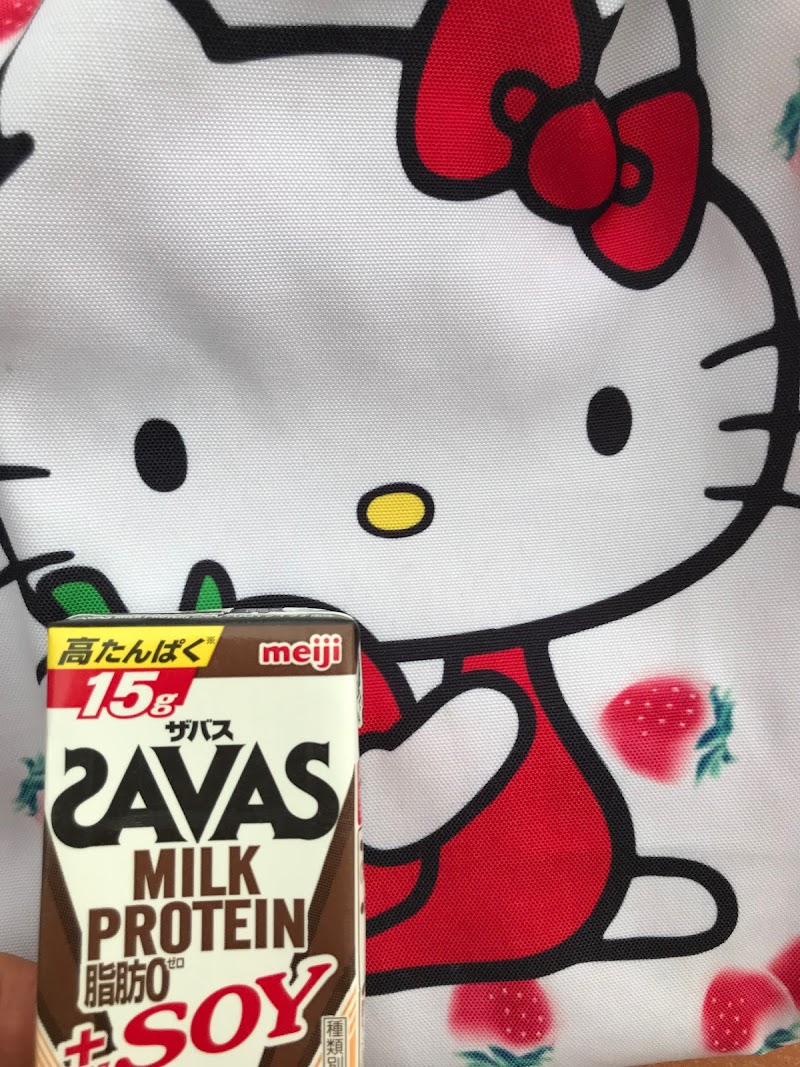 高たんぱく※
meiji
15g
ザバス
SAVAS
MILK
PROTEIN
脂肪0ゼロ
+SOY
種類別